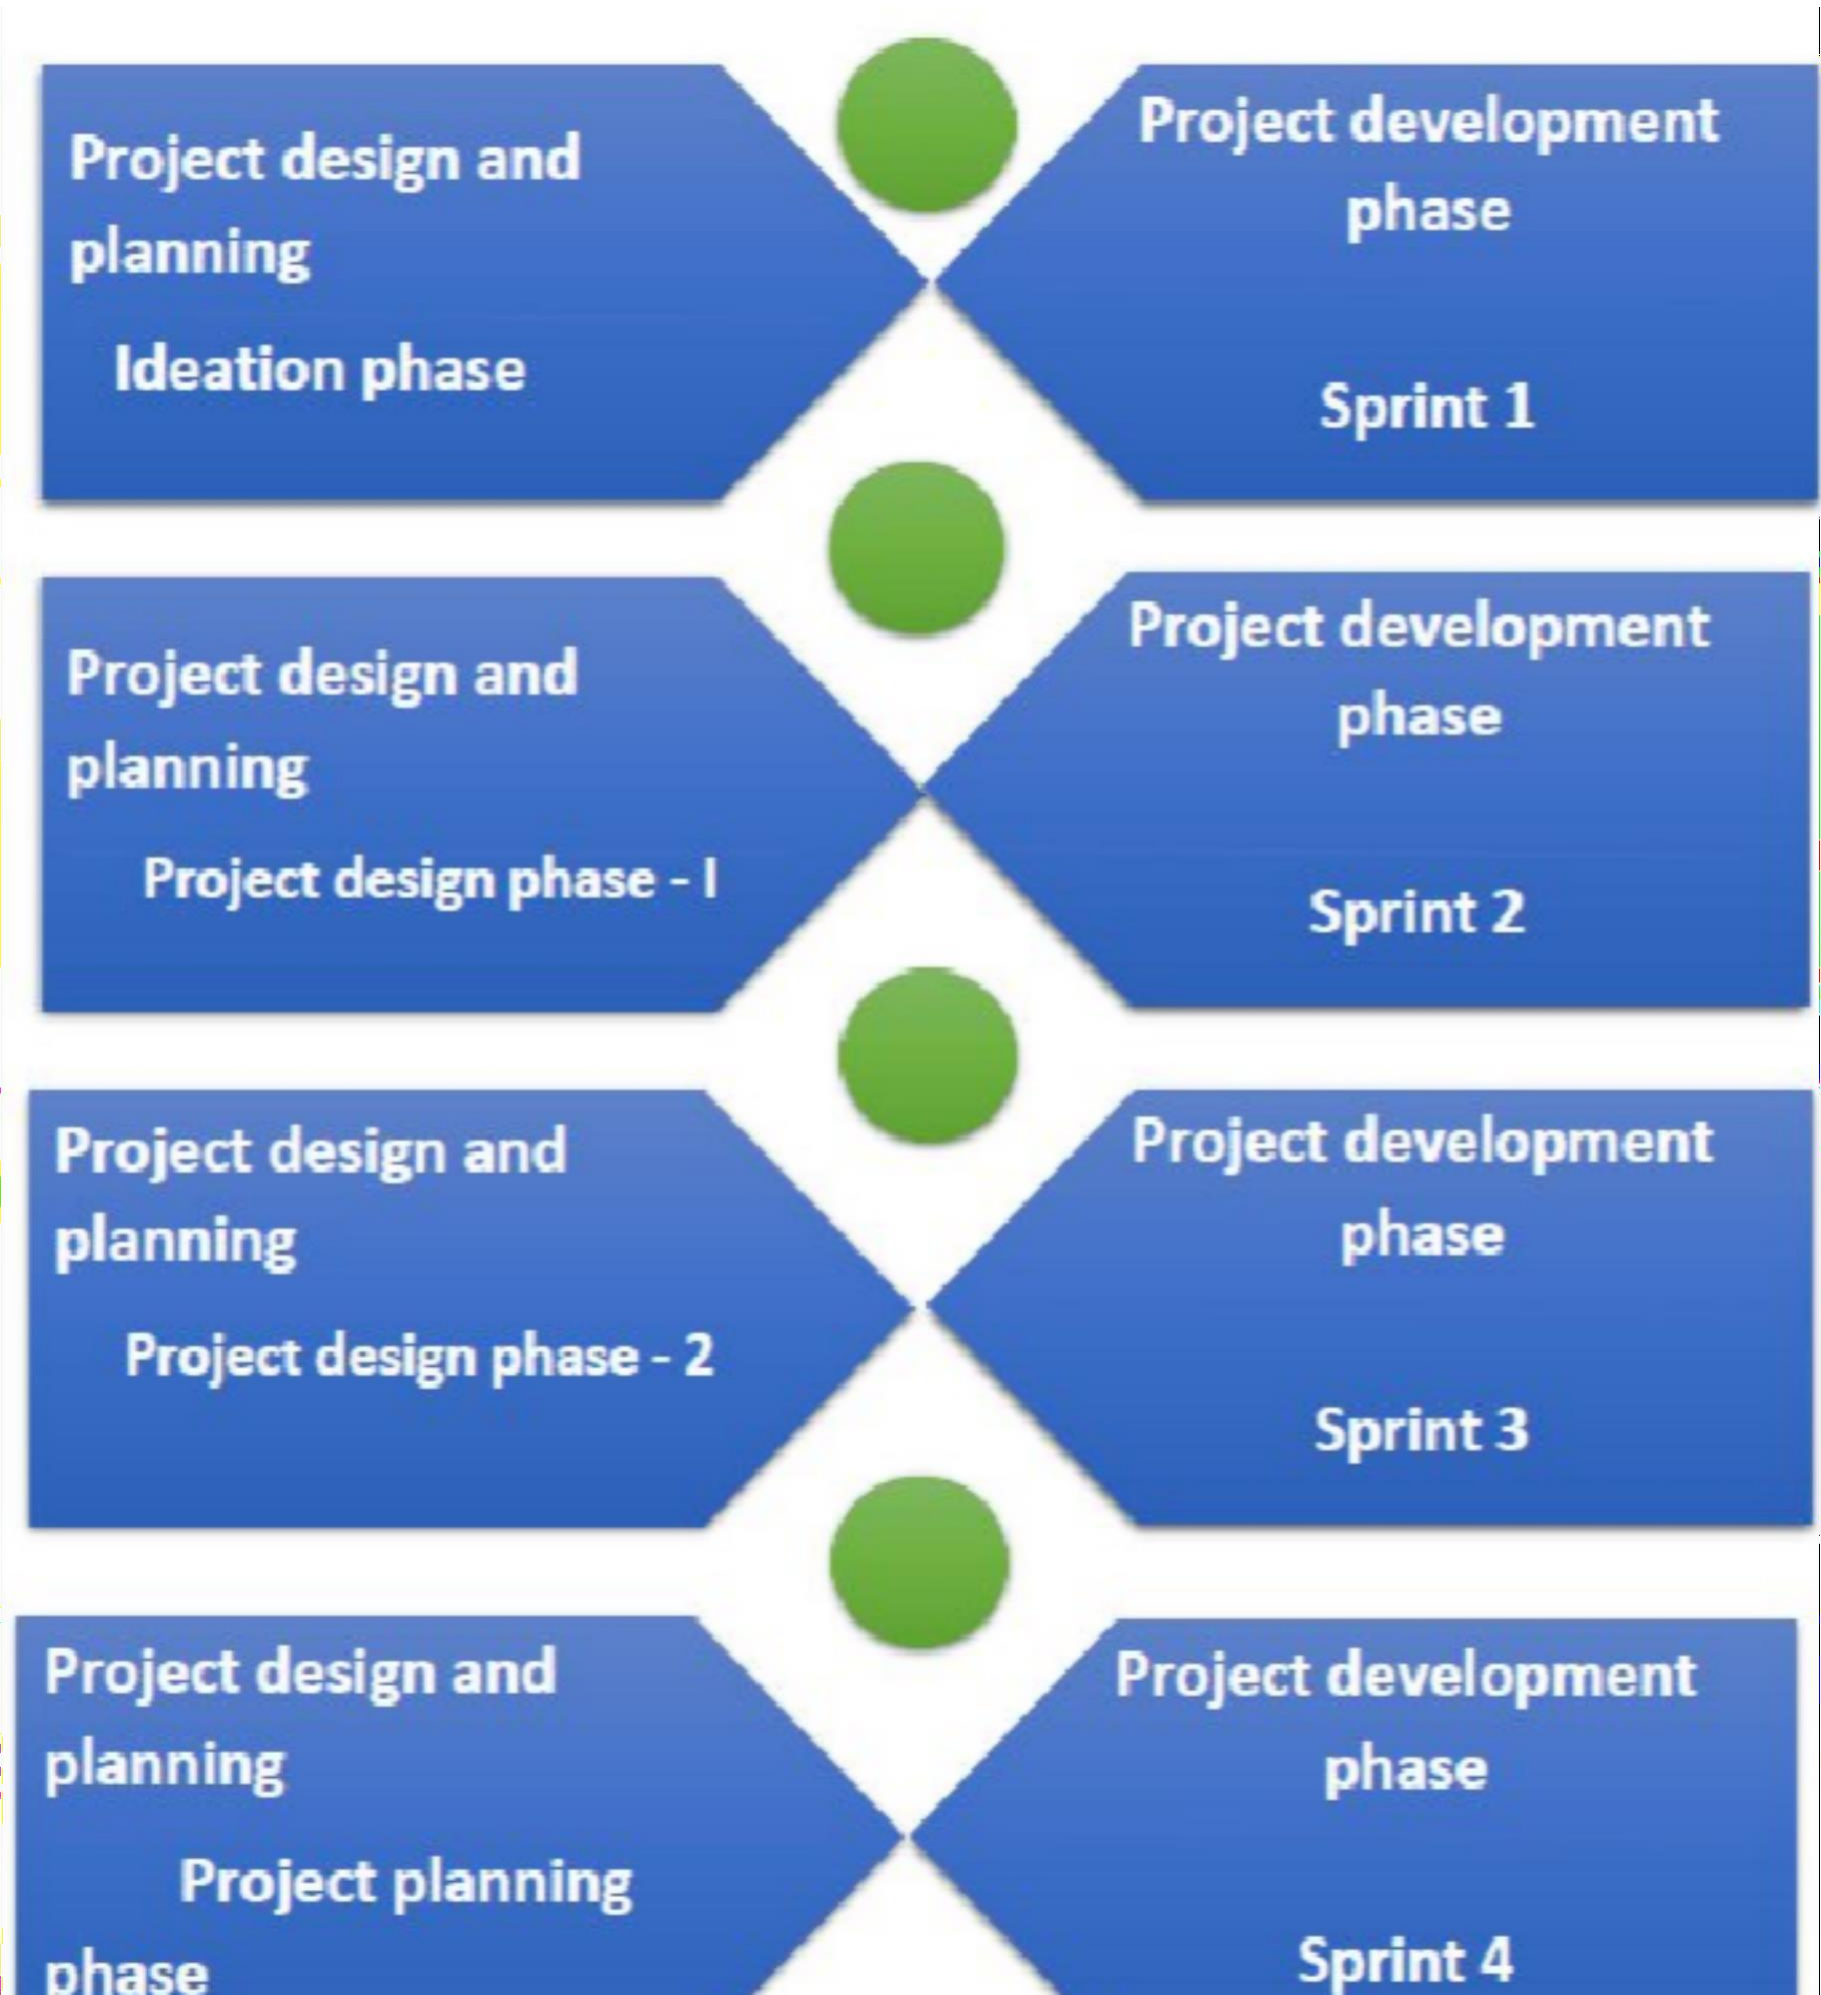 Project design and
planning
Ideation phase
Project development
phase
Sprint 1
Project design and
planning
Project design phase - I
Project development
phase
Sprint 2
Project design and
planning
Project design phase - 2
Project development
phase
Sprint 3
Project design and
planning
Project planning
phase
Project development
phase
Sprint 4